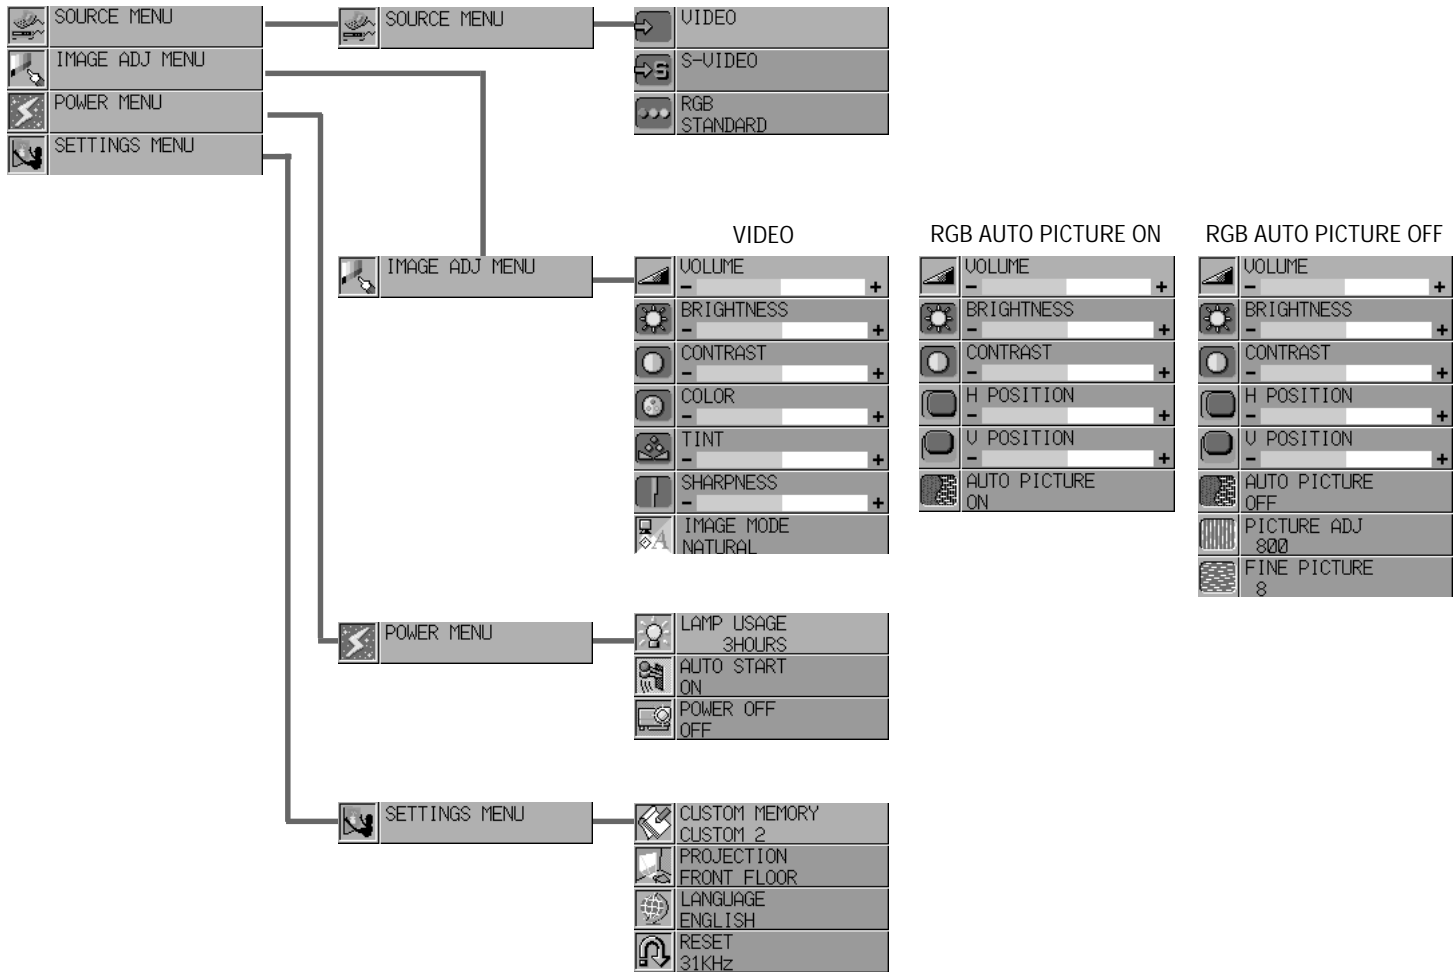 SOURCE MENU
IMAGE ADJ MENU
POWER MENU
SETTINGS MENU
SOURCE MENU
VIDEO
S-VIDEO
RGB
STANDARD
IMAGE ADJ MENU
VIDEO
VOLUME
- +
BRIGHTNESS
- +
CONTRAST
- +
COLOR
- +
TINT
- +
SHARPNESS
- +
IMAGE MODE
NATURAL
RGB AUTO PICTURE ON
VOLUME
- +
BRIGHTNESS
- +
CONTRAST
- +
H POSITION
- +
V POSITION
- +
AUTO PICTURE
ON
RGB AUTO PICTURE OFF
VOLUME
- +
BRIGHTNESS
- +
CONTRAST
- +
H POSITION
- +
V POSITION
- +
AUTO PICTURE
OFF
PICTURE ADJ
800
FINE PICTURE
8
POWER MENU
LAMP USAGE
3HOURS
AUTO START
ON
POWER OFF
OFF
SETTINGS MENU
CUSTOM MEMORY
CUSTOM 2
PROJECTION
FRONT FLOOR
LANGUAGE
ENGLISH
RESET
31KHz